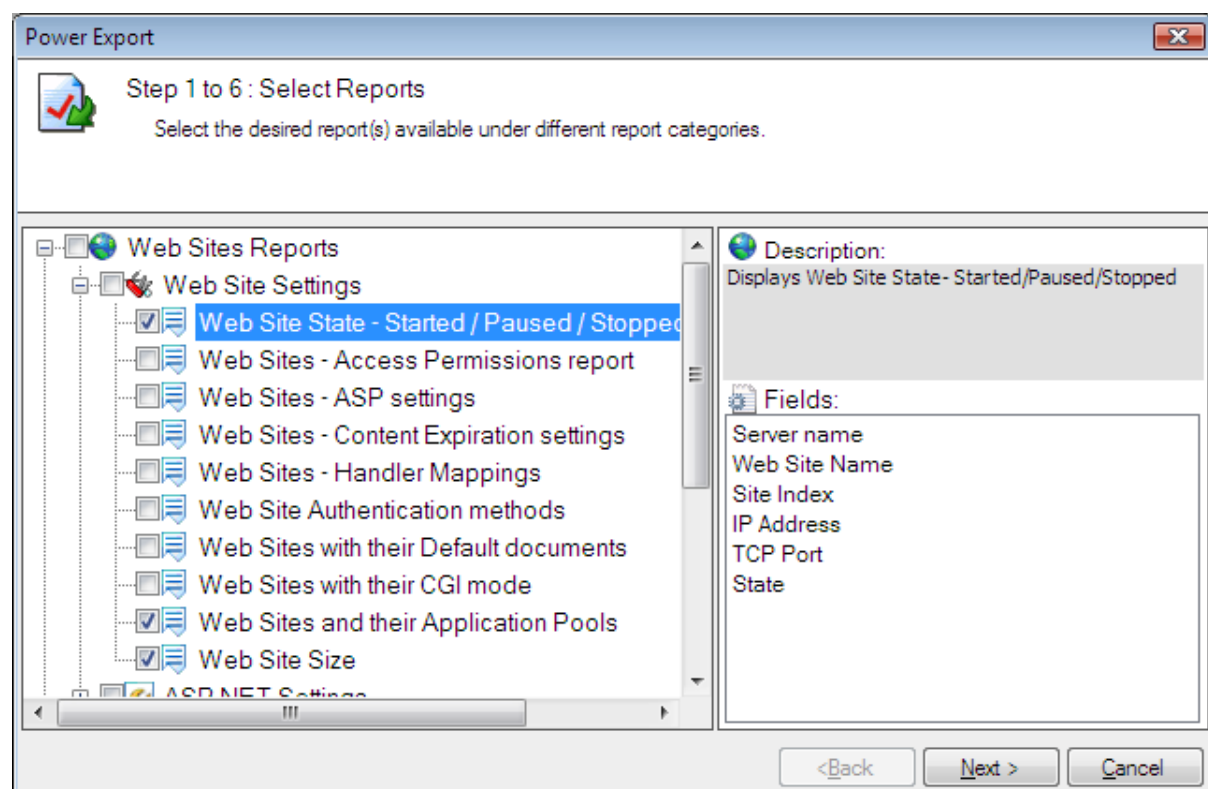 Power Export
Step 1 to 6 : Select Reports
Select the desired report(s) available under different report categories.
Web Sites Reports
Web Site Settings
Web Site State - Started / Paused / Stopped
Web Sites - Access Permissions report
Web Sites - ASP settings
Web Sites - Content Expiration settings
Web Sites - Handler Mappings
Web Site Authentication methods
Web Sites with their Default documents
Web Sites with their CGI mode
Web Sites and their Application Pools
Web Site Size
ASP.NET Settings
Description:
Displays Web Site State- Started/Paused/Stopped
Fields:
Server name
Web Site Name
Site Index
IP Address
TCP Port
State
<Back
Next >
Cancel